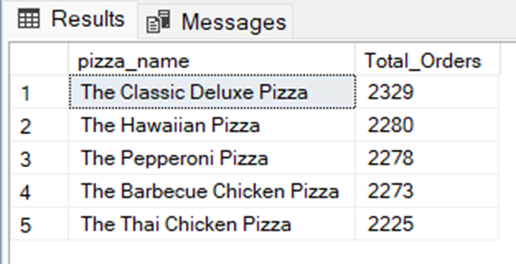 Results Messages
pizza_name Total_Orders
1 The Classic Deluxe Pizza 2329
2 The Hawaiian Pizza 2280
3 The Pepperoni Pizza 2278
4 The Barbecue Chicken Pizza 2273
5 The Thai Chicken Pizza 2225